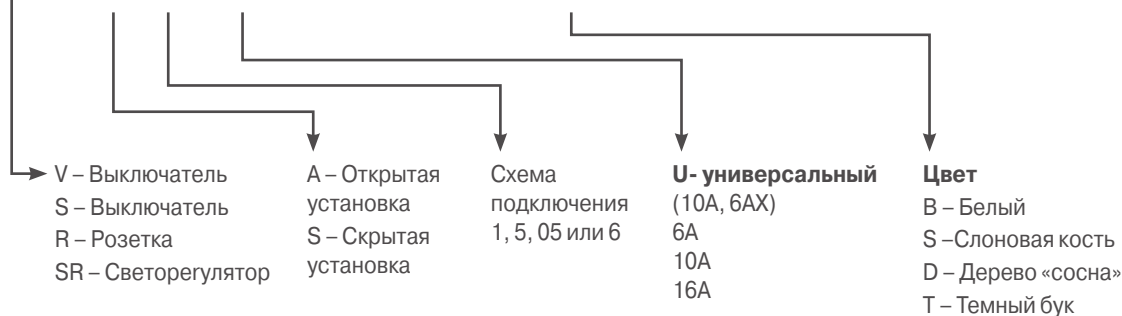 V – Выключатель
S – Выключатель
R – Розетка
SR – Светорегулятор
A – Открытая
установка
S – Скрытая
установка
Схема
подключения
1, 5, 05 или 6
U- универсальный
(10A, 6AX)
6A
10A
16A
Цвет
B – Белый
S –Слоновая кость
D – Дерево «сосна»
T – Темный бук